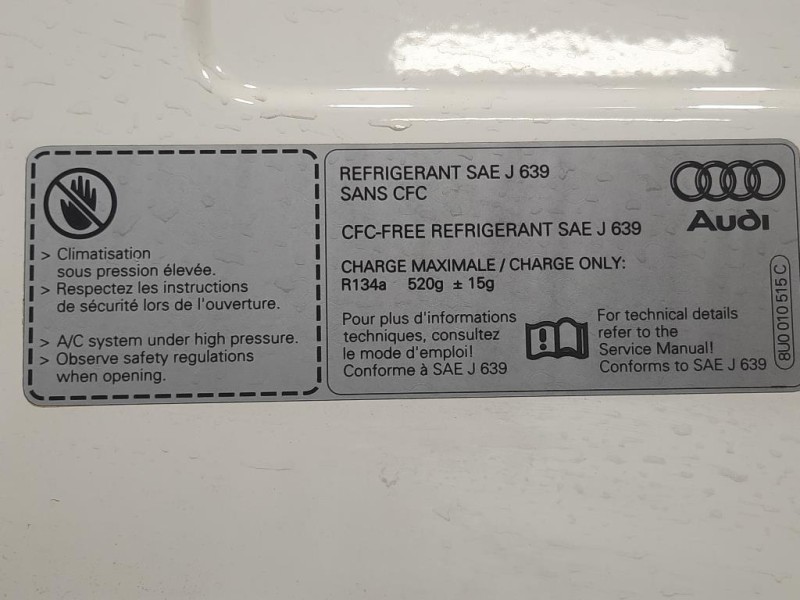 > Climatisation
sous pression élevée.
> Respectez les instructions
de sécurité lors de l'ouverture.
> A/C system under high pressure.
> Observe safety regulations
when opening.
REFRIGERANT SAE J 639
SANS CFC
CFC-FREE REFRIGERANT SAE J 639
CHARGE MAXIMALE / CHARGE ONLY:
R134a 520g ± 15g
Pour plus d'informations
techniques, consultez
le mode d'emploi!
Conforme à SAE J 639
For technical details
refer to the
Service Manual!
Conforms to SAE J 639
Audi
8U0 010 515 C